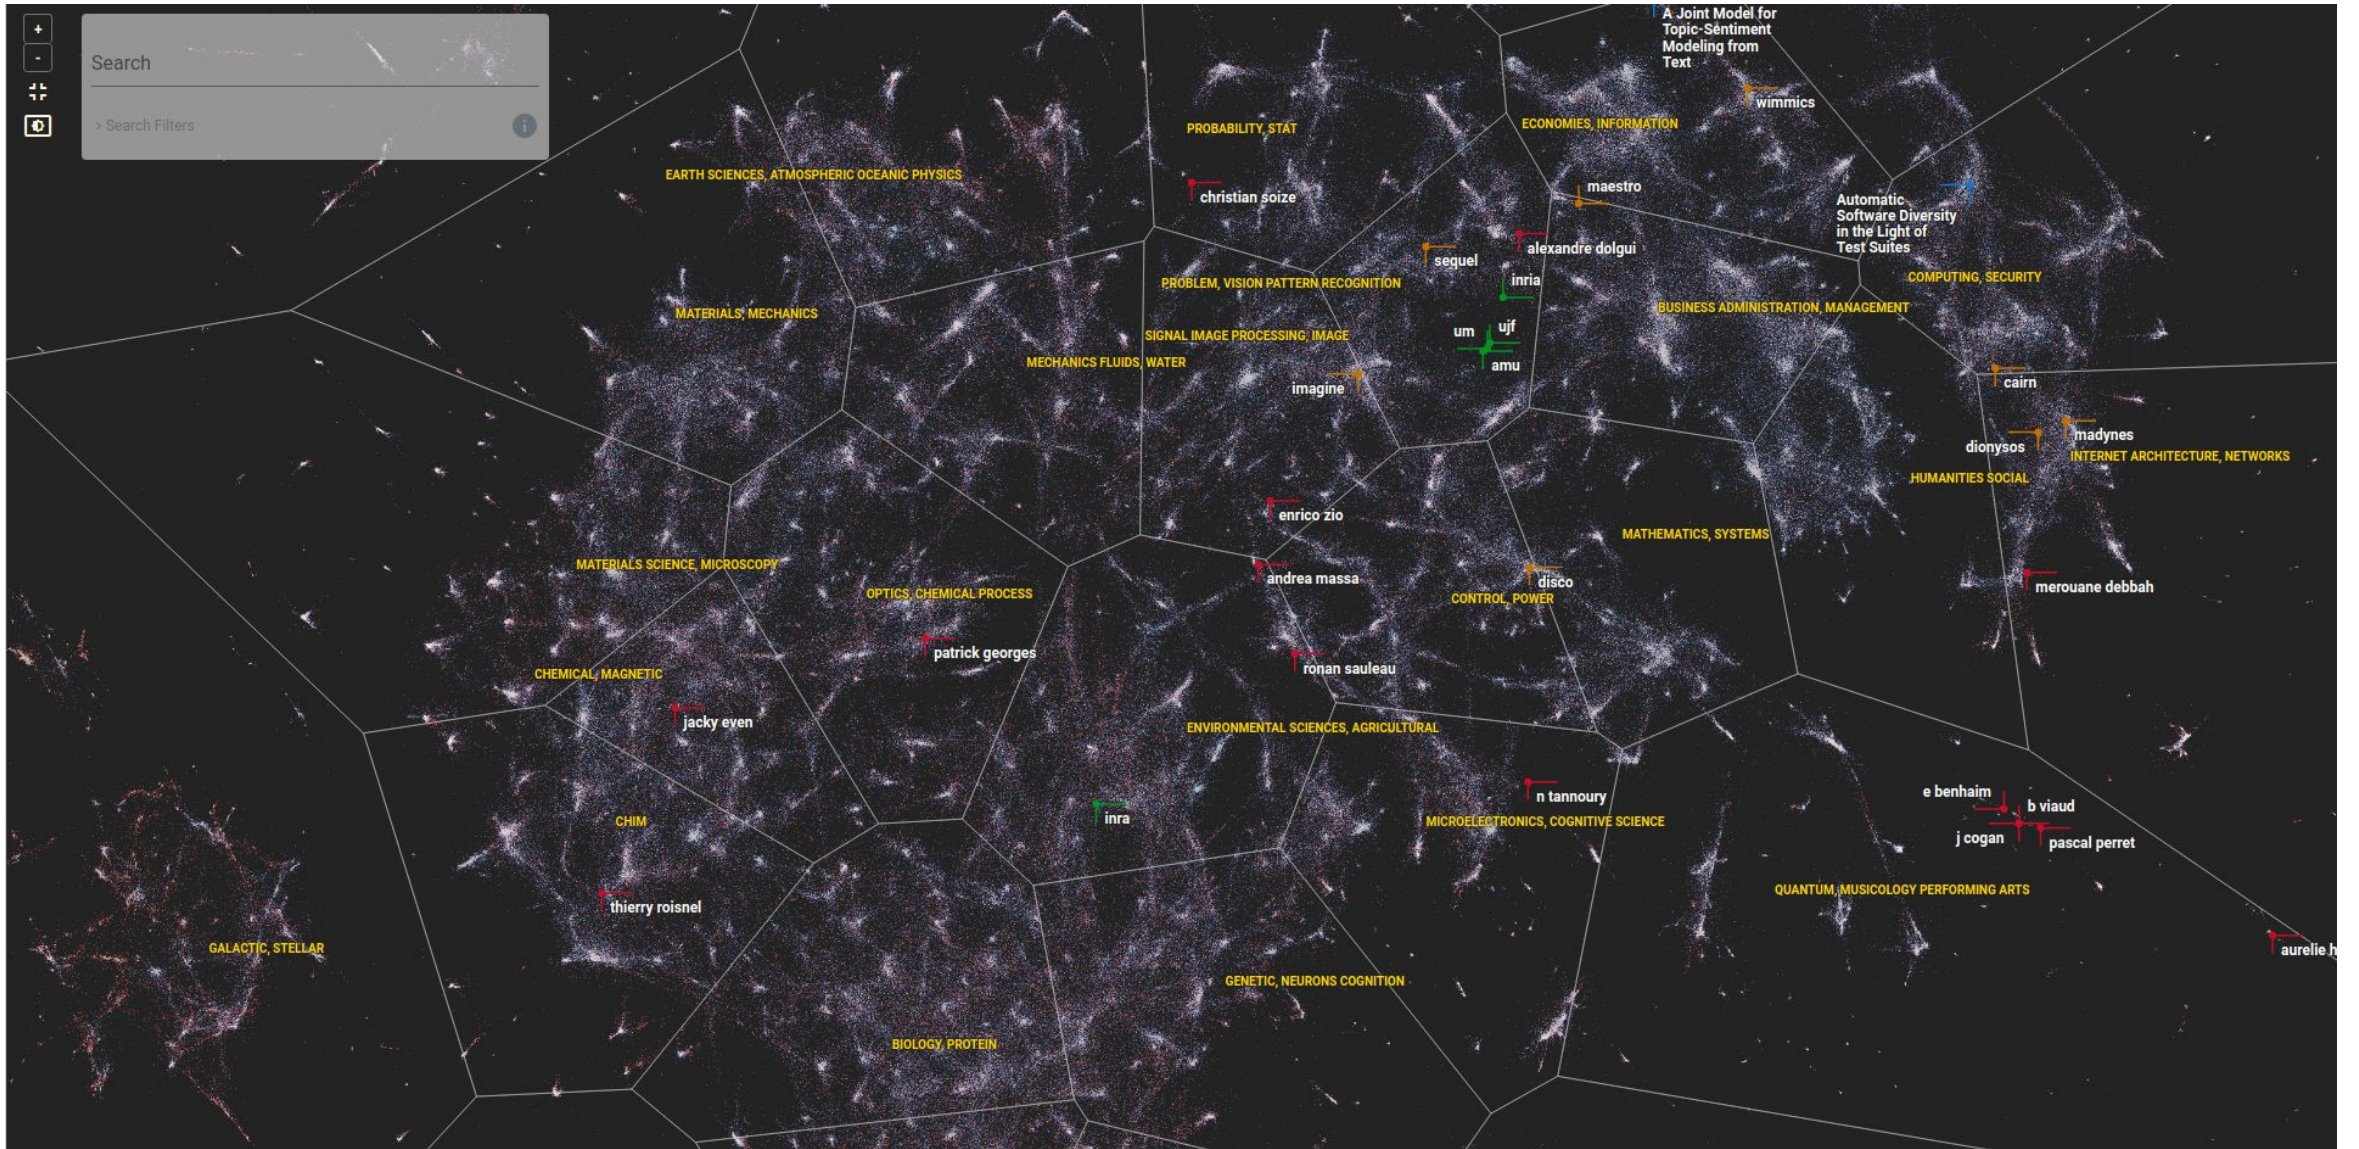 +
-
Search
> Search Filters
i
A Joint Model for
Topic-Sentiment
Modeling from
Text
wimmics
PROBABILITY, STAT
ECONOMIES, INFORMATION
EARTH SCIENCES, ATMOSPHERIC OCEANIC PHYSICS
christian soize
maestro
Automatic
Software Diversity
in the Light of
Test Suites
alexandre dolgui
sequel
COMPUTING, SECURITY
PROBLEM, VISION PATTERN RECOGNITION
inria
BUSINESS ADMINISTRATION, MANAGEMENT
MATERIALS, MECHANICS
um
ujf
SIGNAL IMAGE PROCESSING, IMAGE
MECHANICS FLUIDS, WATER
amu
imagine
cairn
madynes
dionysos
INTERNET ARCHITECTURE, NETWORKS
HUMANITIES SOCIAL
enrico zio
MATHEMATICS, SYSTEMS
MATERIALS SCIENCE, MICROSCOPY
andrea massa
disco
merouane debbah
OPTICS, CHEMICAL PROCESS
CONTROL, POWER
patrick georges
ronan sauleau
CHEMICAL, MAGNETIC
jacky even
ENVIRONMENTAL SCIENCES, AGRICULTURAL
e benhaim
n tannoury
b viaud
inra
CHIM
MICROELECTRONICS, COGNITIVE SCIENCE
j cogan
pascal perret
QUANTUM, MUSICOLOGY PERFORMING ARTS
thierry roisnel
GALACTIC, STELLAR
aurelie h
GENETIC, NEURONS COGNITION
BIOLOGY, PROTEIN